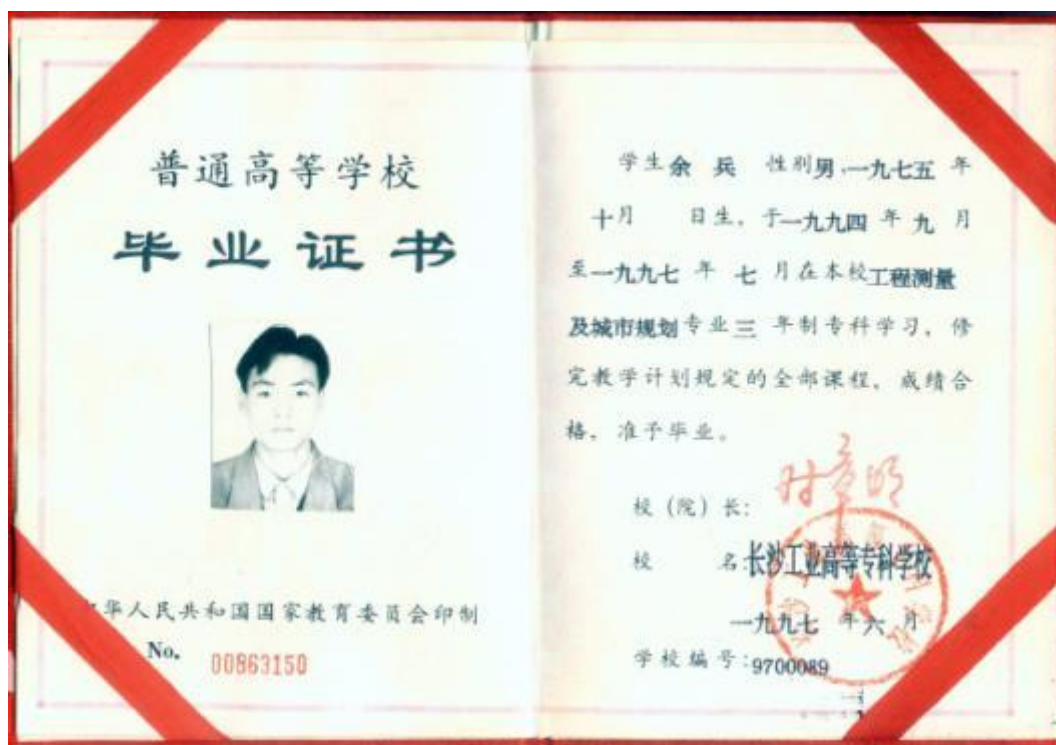 普通高等学校
毕业证书
华人民共和国国家教育委员会印制
No. 00863150
学生余 兵 性别男,一九七五 年
十月 日生，于一九九四 年 九 月
至一九九七 年 七 月在本校工程测量
及城市规划专业三 年制专科学习，修
完教学计划规定的全部课程，成绩合
格，准予毕业。
校（院）长：
校 名:长沙工业高等专科学校
一九九七 年六 月
学校编号:9700089